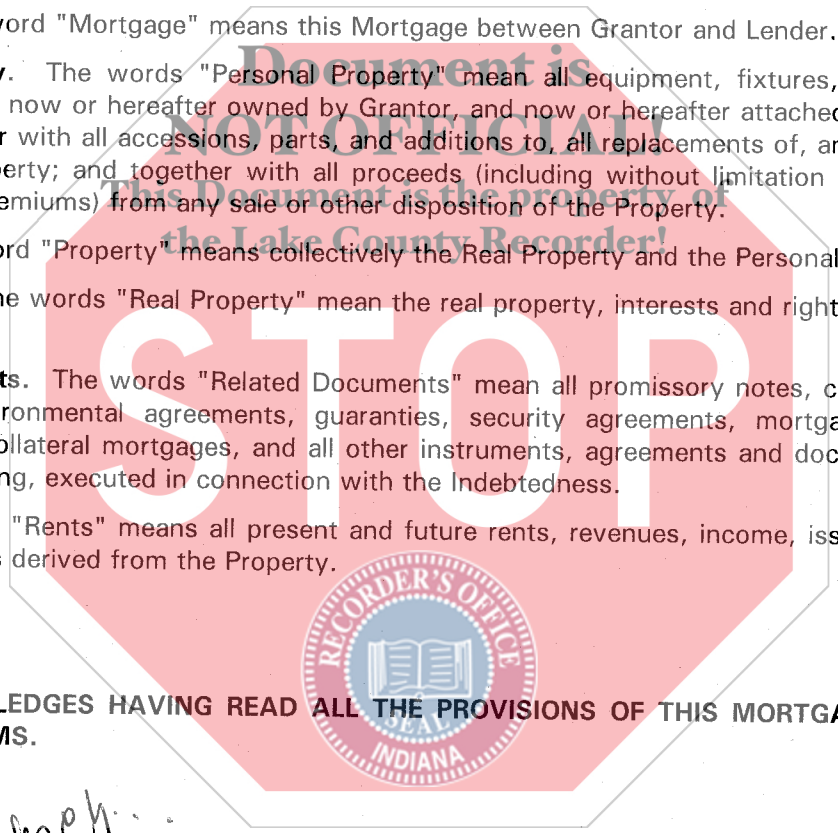 word "Mortgage" means this Mortgage between Grantor and Lender.
Document is
y. The words "Personal Property" mean all equipment, fixtures,
now or hereafter owned by Grantor, and now or hereafter attached
NOT OFFICIAL!
r with all accessions, parts, and additions to, all replacements of, an
erty; and together with all proceeds (including without limitation
This Document is the property of
emiums) from any sale or other disposition of the Property.
the Lake County Recorder!
ord "Property" means collectively the Real Property and the Personal
he words "Real Property" mean the real property, interests and right
STOP
ts. The words "Related Documents" mean all promissory notes, c
ronmental agreements, guaranties, security agreements, mortga
ollateral mortgages, and all other instruments, agreements and doc
ng, executed in connection with the Indebtedness.
"Rents" means all present and future rents, revenues, income, iss
s derived from the Property.
RECORDER'S OFFICE
LEDGES HAVING READ ALL THE PROVISIONS OF THIS MORTGA
SEAL
MS.
INDIANA